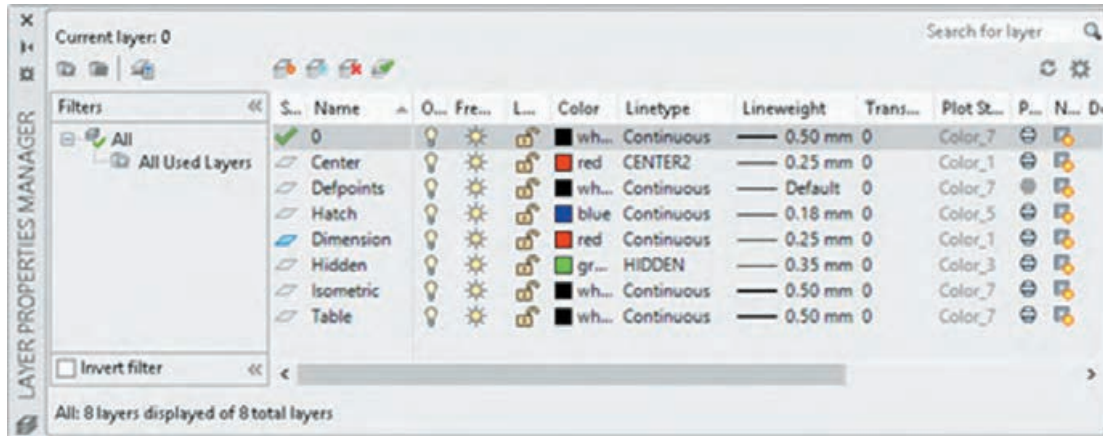 Current layer: 0
Search for layer
Filters
S... Name O... Fre... L... Color Linetype Lineweight Trans... Plot St... P... N... De
All
All Used Layers
0 wh... Continuous 0.50 mm 0 Color_7
Center red CENTER2 0.25 mm 0 Color_1
Defpoints wh... Continuous Default 0 Color_7
Hatch blue Continuous 0.18 mm 0 Color_5
Dimension red Continuous 0.25 mm 0 Color_1
Hidden gr... HIDDEN 0.35 mm 0 Color_3
Isometric wh... Continuous 0.50 mm 0 Color_7
Table wh... Continuous 0.50 mm 0 Color_7
Invert filter
All: 8 layers displayed of 8 total layers
LAYER PROPERTIES MANAGER